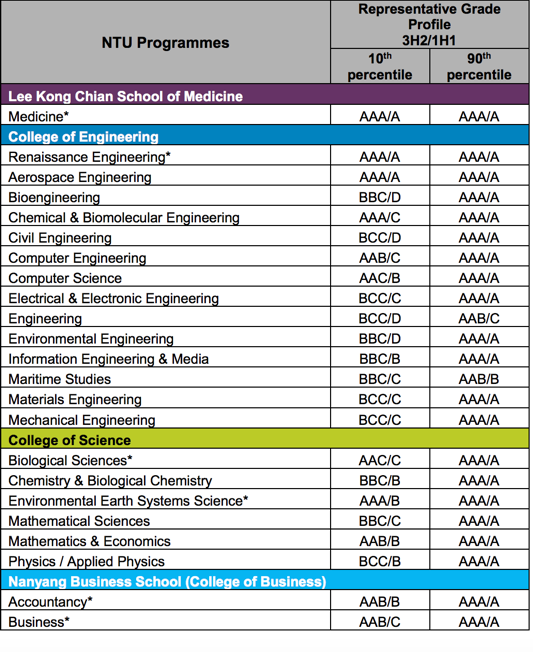 NTU Programmes
Representative Grade
Profile
3H2/1H1
10th
percentile
90th
percentile
Lee Kong Chian School of Medicine
Medicine* AAA/A AAA/A
College of Engineering
Renaissance Engineering* AAA/A AAA/A
Aerospace Engineering AAA/A AAA/A
Bioengineering BBC/D AAA/A
Chemical & Biomolecular Engineering AAA/C AAA/A
Civil Engineering BCC/D AAA/A
Computer Engineering AAB/C AAA/A
Computer Science AAC/B AAA/A
Electrical & Electronic Engineering BCC/C AAA/A
Engineering BCC/D AAB/C
Environmental Engineering BBC/D AAA/A
Information Engineering & Media BBC/B AAA/A
Maritime Studies BBC/C AAB/B
Materials Engineering BCC/C AAA/A
Mechanical Engineering BCC/C AAA/A
College of Science
Biological Sciences* AAC/C AAA/A
Chemistry & Biological Chemistry BBC/B AAA/A
Environmental Earth Systems Science* AAA/B AAA/A
Mathematical Sciences BBC/C AAA/A
Mathematics & Economics AAB/B AAA/A
Physics / Applied Physics BCC/B AAA/A
Nanyang Business School (College of Business)
Accountancy* AAB/B AAA/A
Business* AAB/C AAA/A